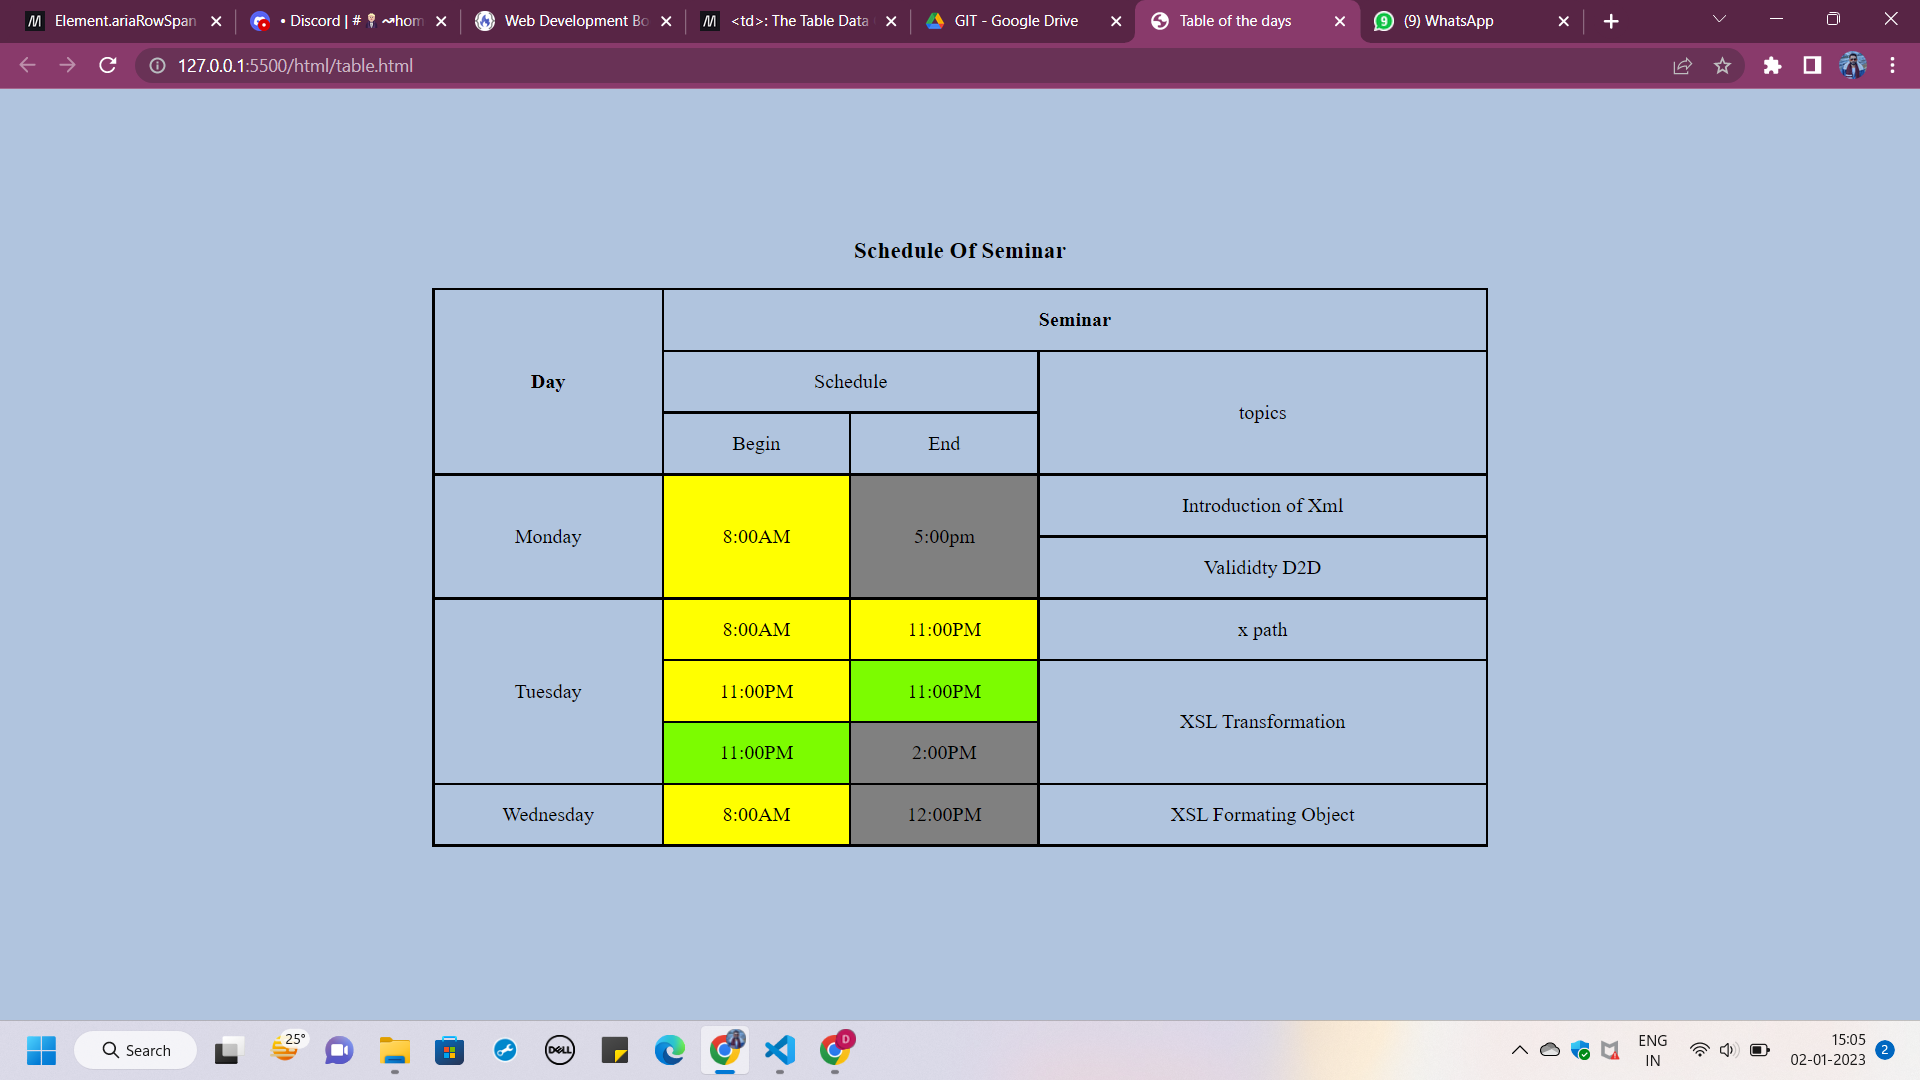 Element.ariaRowSpan
• Discord | # 👨🏻‍💼 ↝hom
Web Development Bo
<td>: The Table Data
GIT - Google Drive
Table of the days
(9) WhatsApp
127.0.0.1:5500/html/table.html
Schedule Of Seminar
Day
Seminar
Schedule
topics
Begin
End
Monday
8:00AM
5:00pm
Introduction of Xml
Valididty D2D
Tuesday
8:00AM
11:00PM
x path
11:00PM
11:00PM
XSL Transformation
11:00PM
2:00PM
Wednesday
8:00AM
12:00PM
XSL Formating Object
Search
25°
DELL
D
ENG
IN
15:05
02-01-2023
2